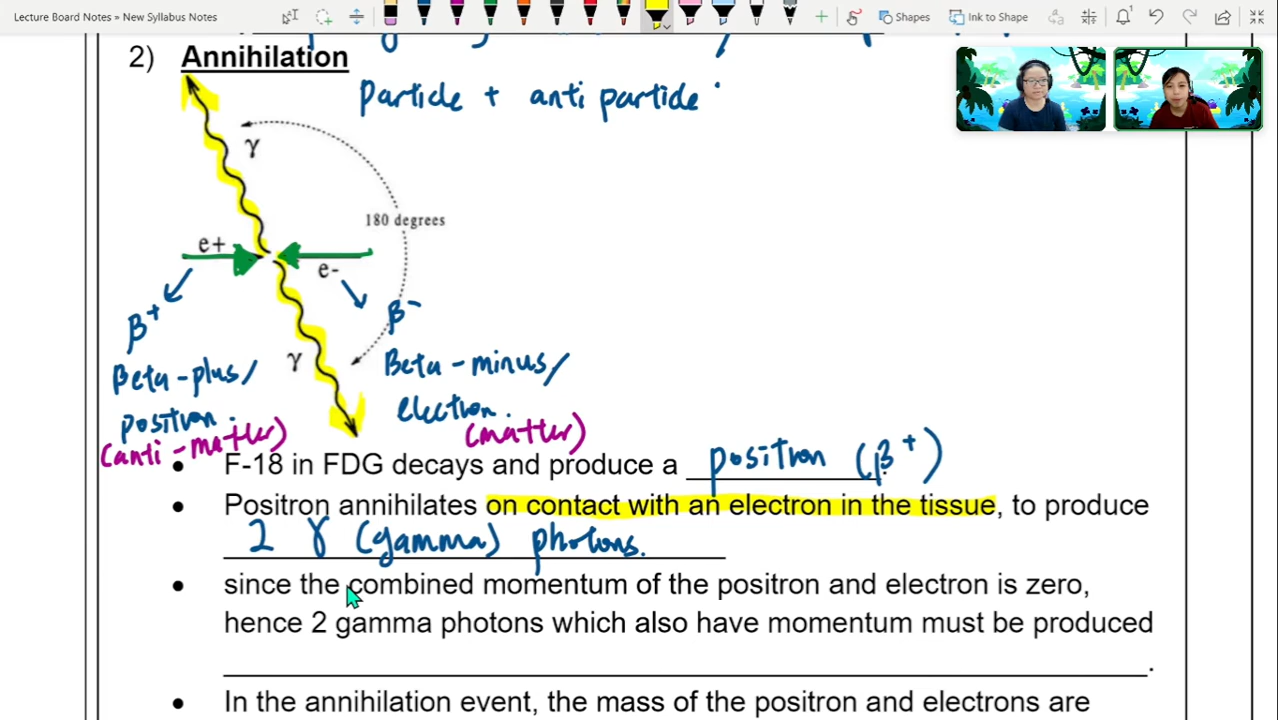 Lecture Board Notes » New Syllabus Notes
Shapes
Ink to Shape
2) Annihilation
particle + anti particle
γ
180 degrees
e+
e-
β+
β-
γ
Beta-plus/
positron.
(anti-matter)
Beta-minus/
electron.
(matter)
• F-18 in FDG decays and produce a positron (β+)
• Positron annihilates on contact with an electron in the tissue, to produce
2 γ (gamma) photons.
• since the combined momentum of the positron and electron is zero,
hence 2 gamma photons which also have momentum must be produced
.
• In the annihilation event, the mass of the positron and electrons are